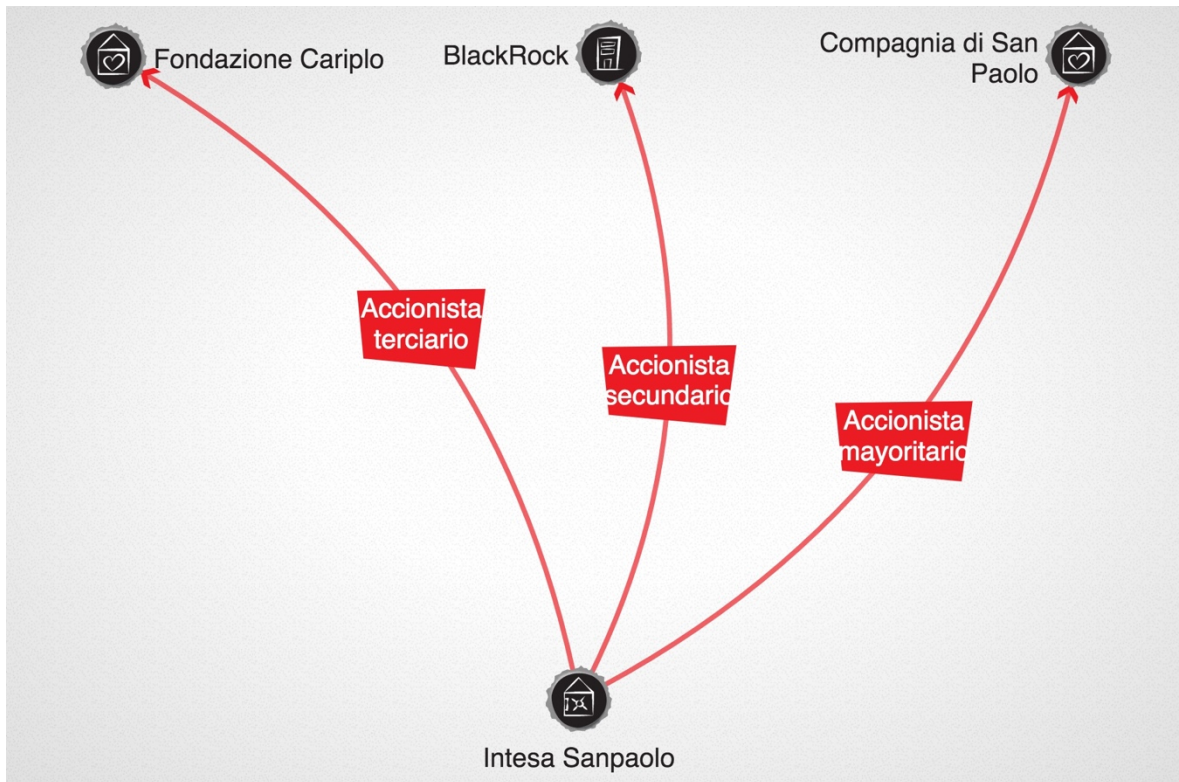 Fondazione Cariplo
BlackRock
Compagnia di San
Paolo
Accionista
terciario
Accionista
secundario
Accionista
mayoritario
Intesa Sanpaolo